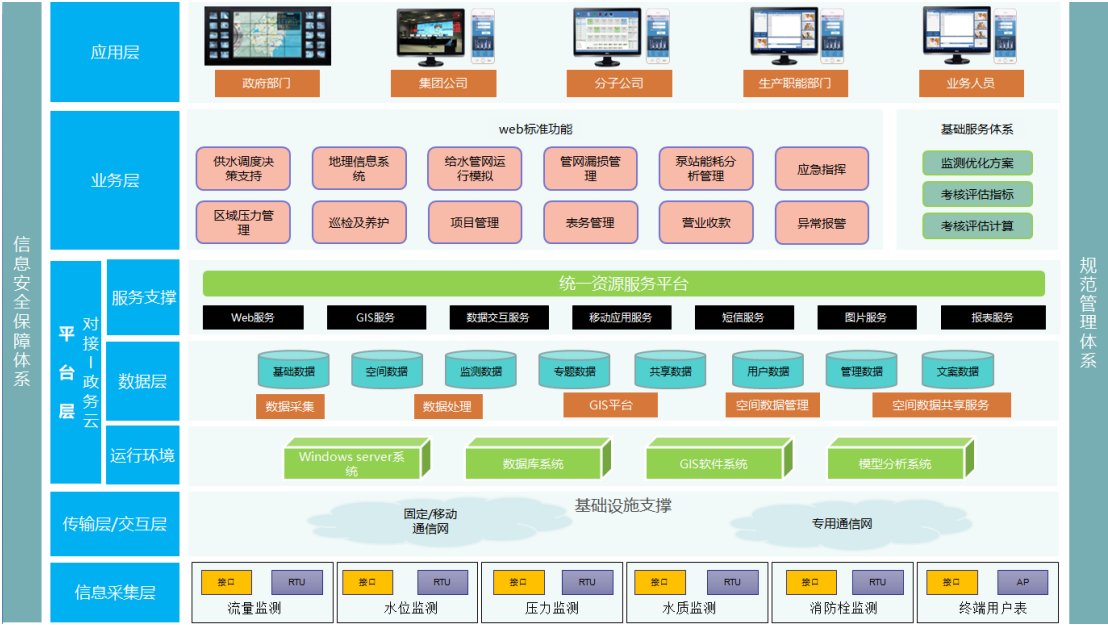 应用层
政府部门
集团公司
分子公司
生产职能部门
业务人员
业务层
web标准功能
供水调度决
策支持
地理信息系
统
给水管网运
行模拟
管网漏损管
理
泵站能耗分
析管理
应急指挥
区域压力管
理
巡检及养护
项目管理
表务管理
营业收款
异常报警
基础服务体系
监测优化方案
考核评估指标
考核评估计算
信息安全保障体系
规范管理体系
平台层
对接—政务云
服务支撑
统一资源服务平台
Web服务
GIS服务
数据交互服务
移动应用服务
短信服务
图片服务
报表服务
数据层
基础数据
空间数据
监测数据
专题数据
共享数据
用户数据
管理数据
文案数据
数据采集
数据处理
GIS平台
空间数据管理
空间数据共享服务
运行环境
Windows server系
统
数据库系统
GIS软件系统
模型分析系统
传输层/交互层
基础设施支撑
固定/移动
通信网
专用通信网
信息采集层
接口
RTU
流量监测
接口
RTU
水位监测
接口
RTU
压力监测
接口
RTU
水质监测
接口
RTU
消防栓监测
接口
AP
终端用户表